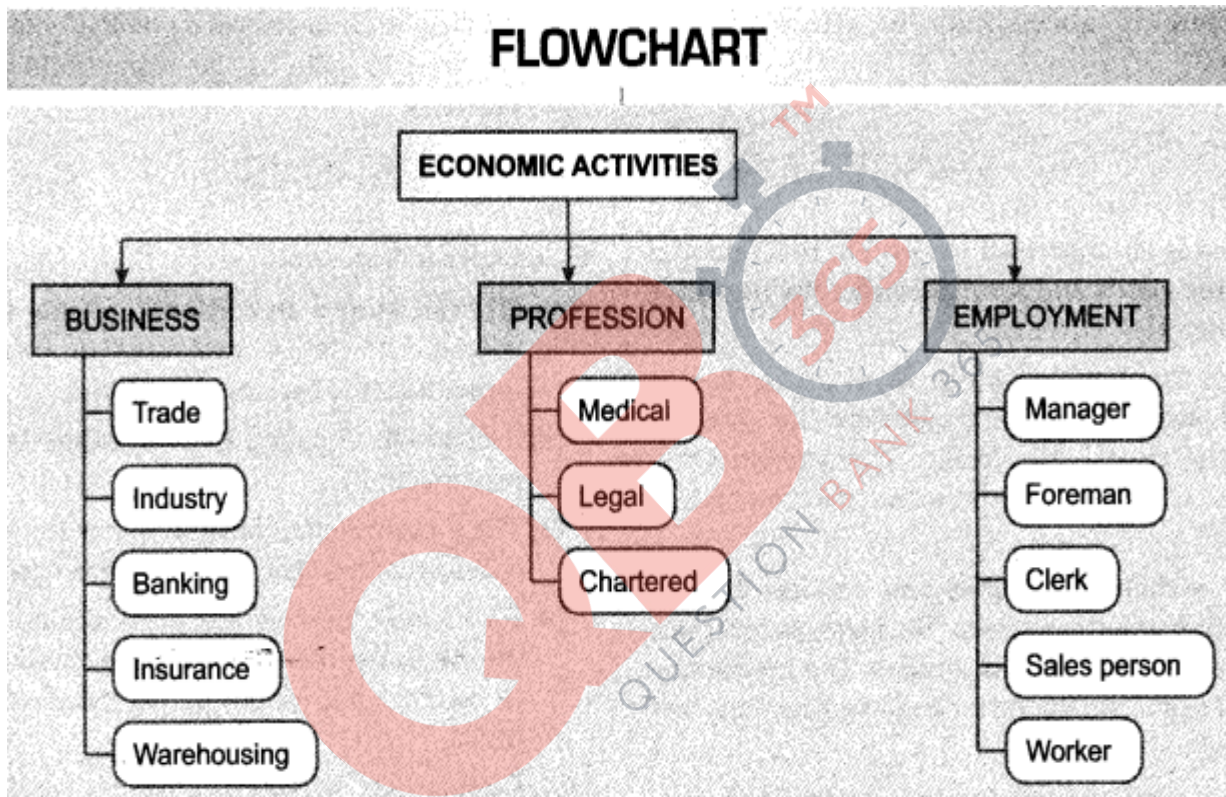 FLOWCHART
ECONOMIC ACTIVITIES
BUSINESS
Trade
Industry
Banking
Insurance
Warehousing
PROFESSION
Medical
Legal
Chartered
EMPLOYMENT
Manager
Foreman
Clerk
Sales person
Worker
QB
365
TM
QUESTION BANK 365